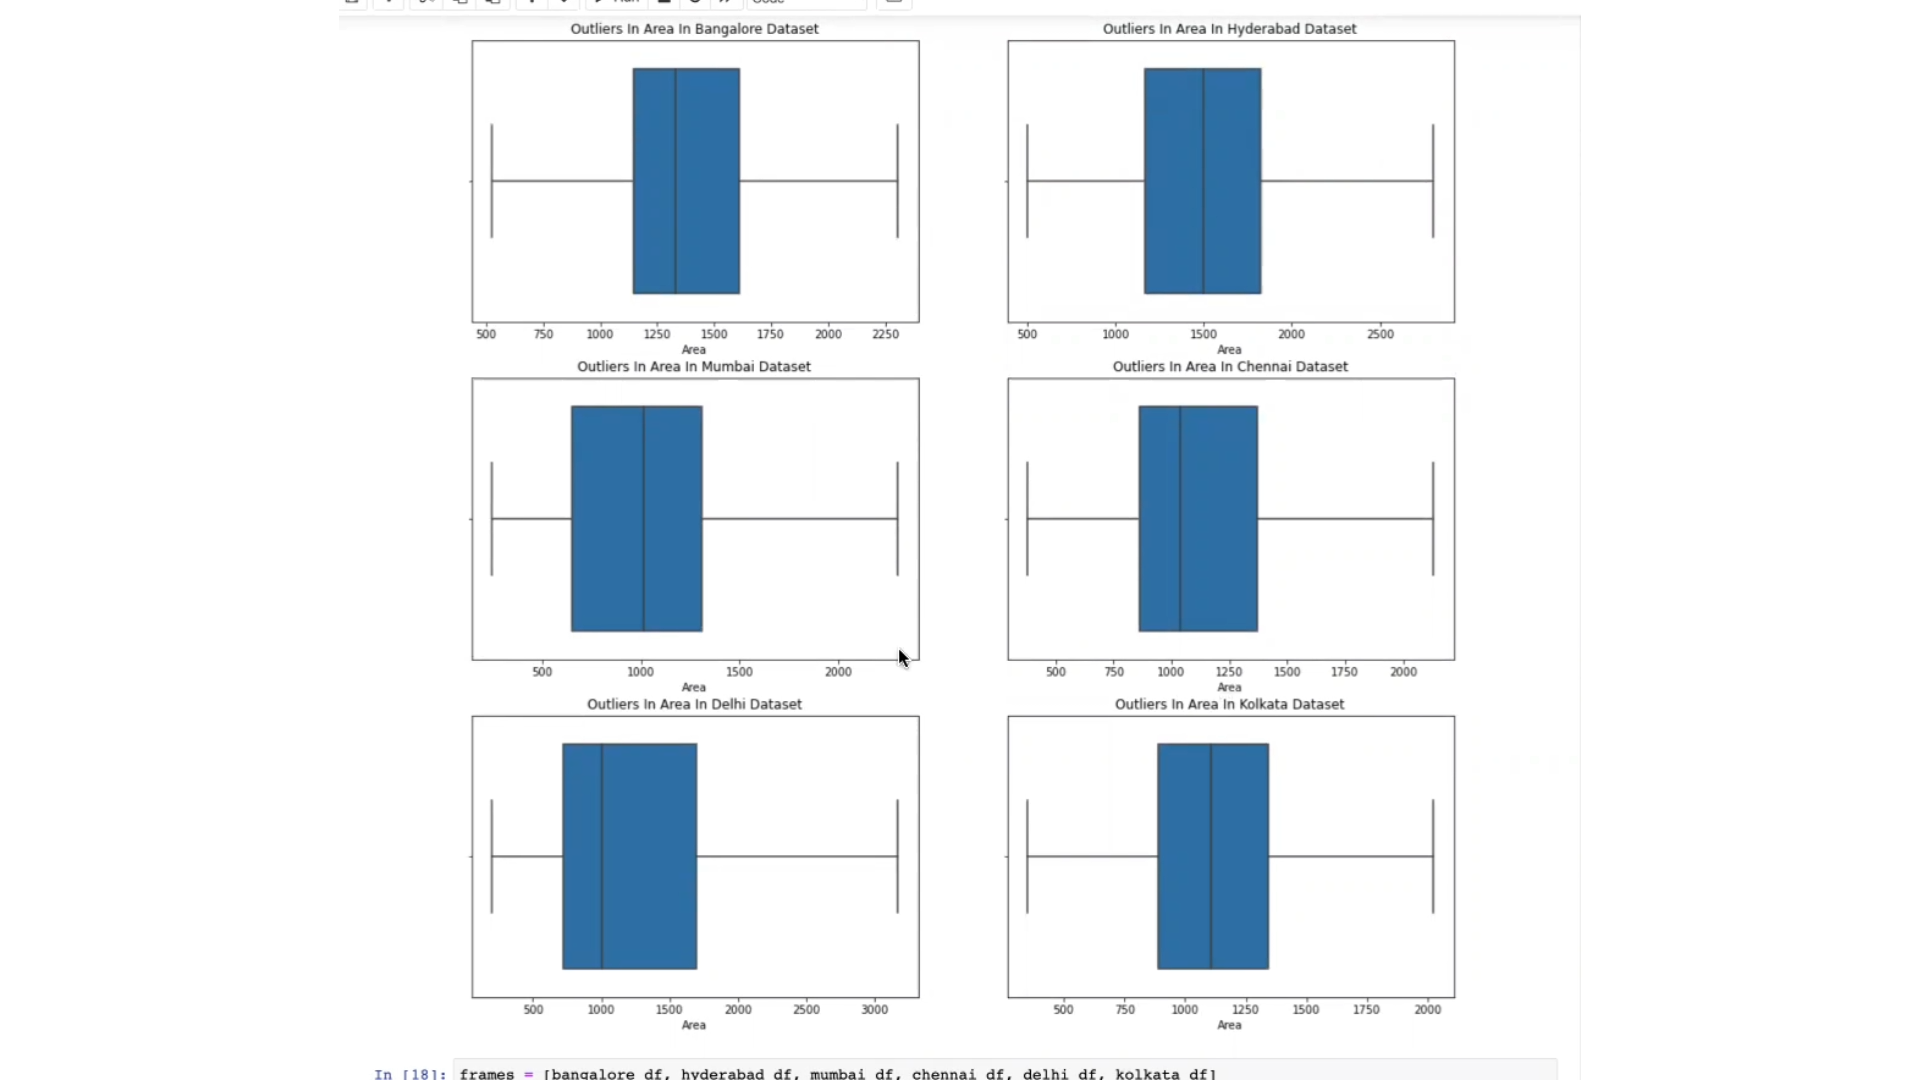 Outliers In Area In Bangalore Dataset
500 750 1000 1250 1500 1750 2000 2250
Area
Outliers In Area In Hyderabad Dataset
500 1000 1500 2000 2500
Area
Outliers In Area In Mumbai Dataset
500 1000 1500 2000
Area
Outliers In Area In Chennai Dataset
500 750 1000 1250 1500 1750 2000
Area
Outliers In Area In Delhi Dataset
500 1000 1500 2000 2500 3000
Area
Outliers In Area In Kolkata Dataset
500 750 1000 1250 1500 1750 2000
Area
In [18]: frames = [bangalore_df, hyderabad_df, mumbai_df, chennai_df, delhi_df, kolkata_df]